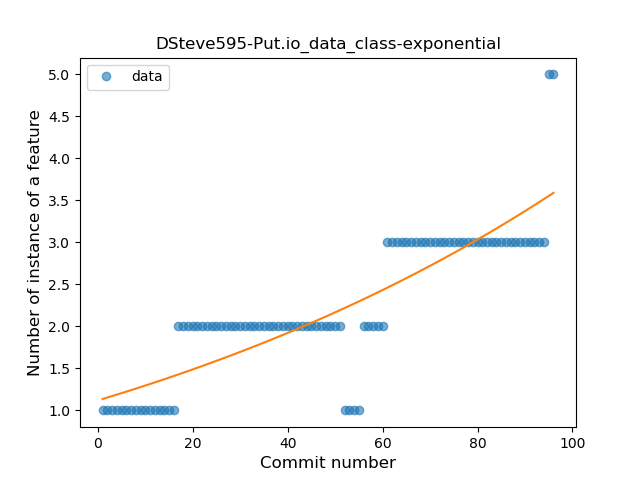 DSteve595-Put.io_data_class-exponential
data
Number of instance of a feature
5.0
4.5
4.0
3.5
3.0
2.5
2.0
1.5
1.0
0 20 40 60 80 100
Commit number